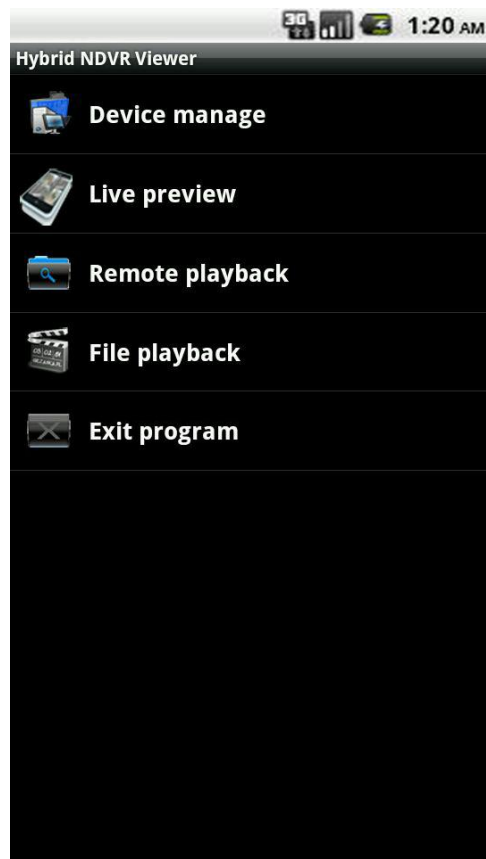 3G 1:20 AM
Hybrid NDVR Viewer
Device manage
Live preview
Remote playback
File playback
Exit program